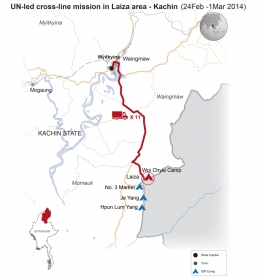 UN-led cross-line mission in Laiza area - Kachin (24Feb -1Mar 2014)
Myitkyina
Myitkyina
Waingmaw
Mogaung
Waingmaw
X 11
KACHIN STATE
Woi Chyai Camp
Laiza
Momauk
No. 3 Market
Je Yang
Hpun Lum Yang
State Capital
Town
IDP Camp